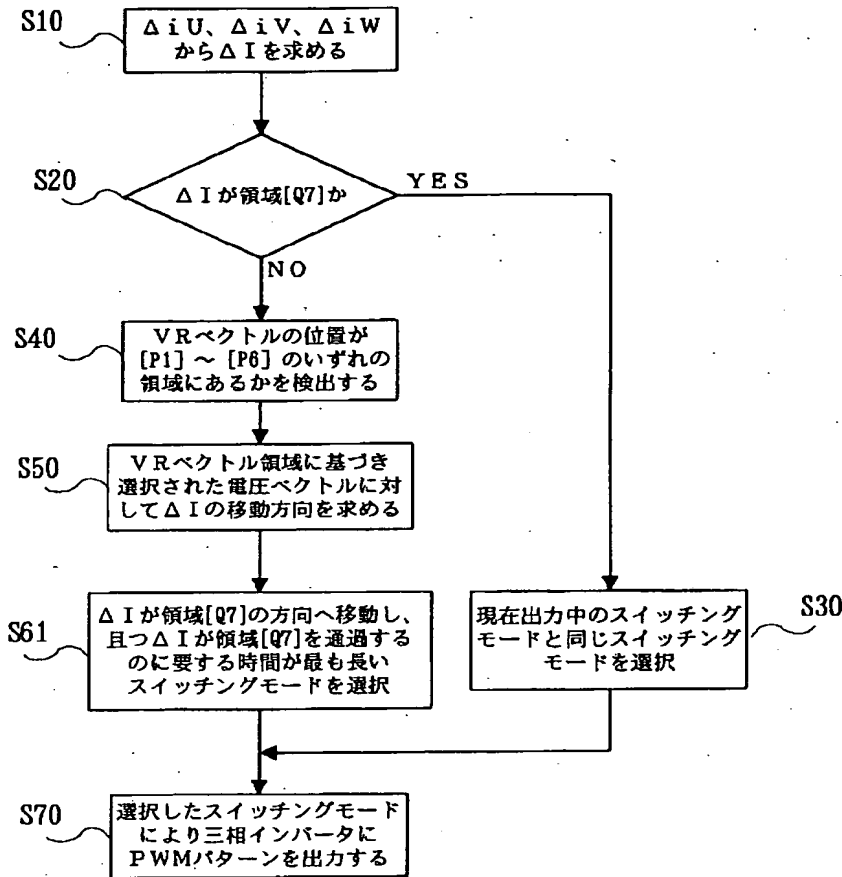 S10
ΔiU、ΔiV、ΔiW
からΔIを求める
S20
ΔIが領域[Q7]か
YES
NO
S40
VRベクトルの位置が
[P1]～[P6]のいずれの
領域にあるかを検出する
S50
VRベクトル領域に基づき
選択された電圧ベクトルに対
してΔIの移動方向を求める
S61
ΔIが領域[Q7]の方向へ移動し、
且つΔIが領域[Q7]を通過する
のに要する時間が最も長い
スイッチングモードを選択
現在出力中のスイッチング
モードと同じスイッチング
モードを選択
S30
S70
選択したスイッチングモード
により三相インバータに
PWMパターンを出力する